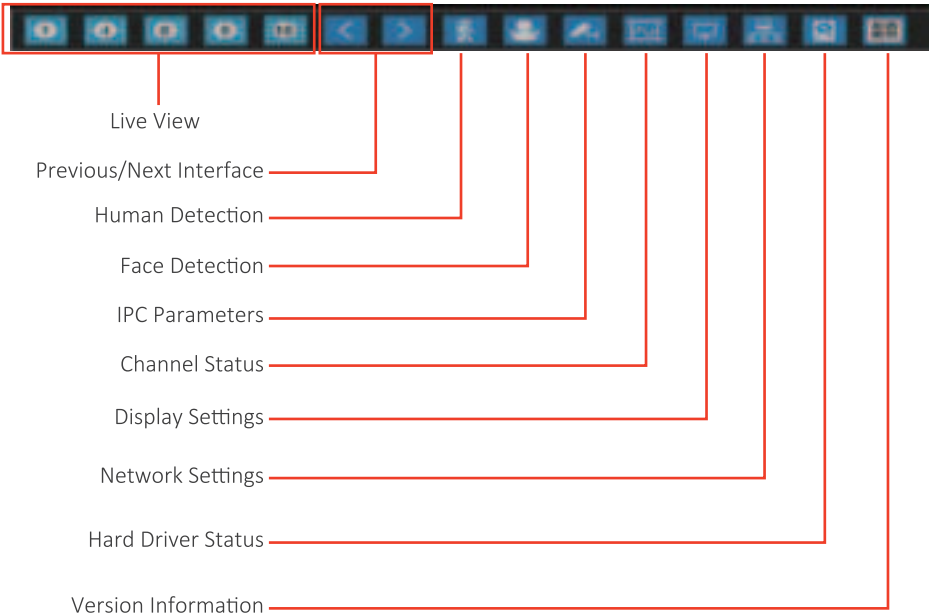 Live View
Previous/Next Interface
Human Detection
Face Detection
IPC Parameters
Channel Status
Display Settings
Network Settings
Hard Driver Status
Version Information